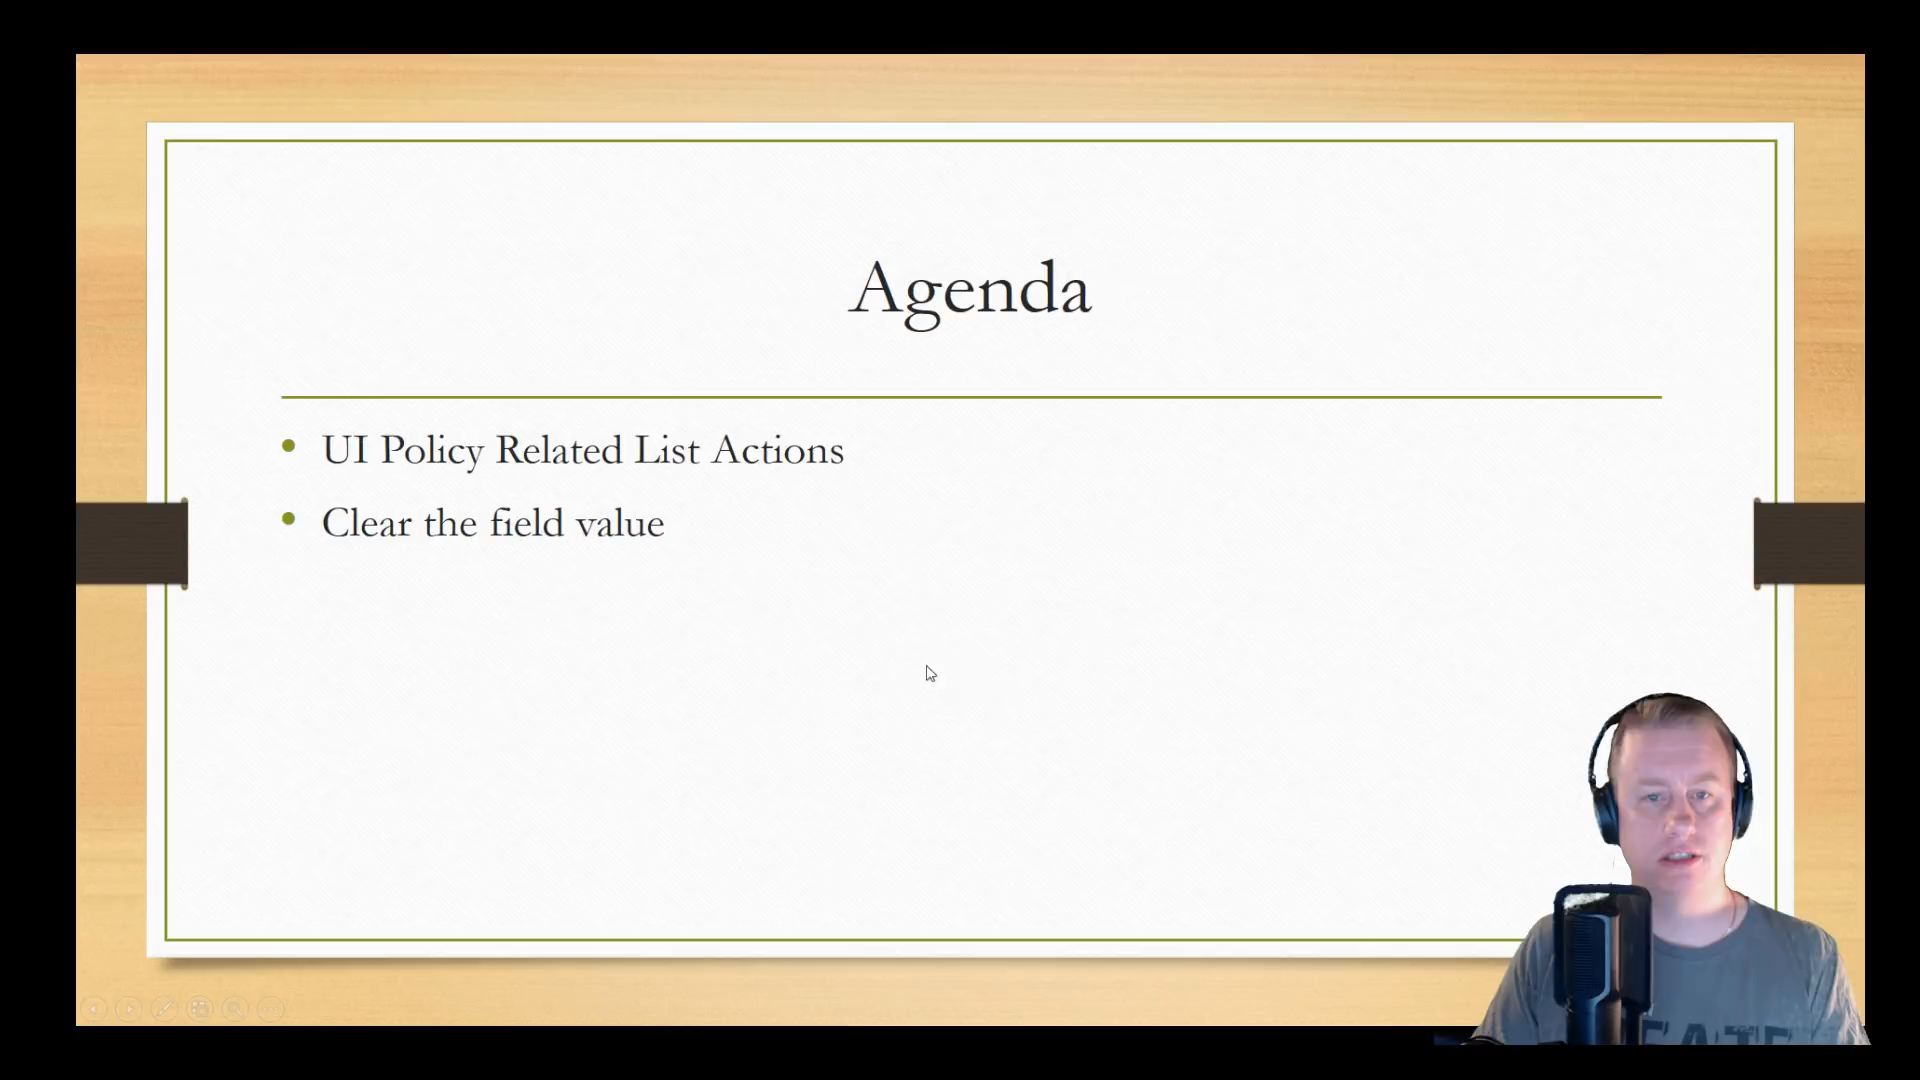 Agenda
UI Policy Related List Actions
Clear the field value